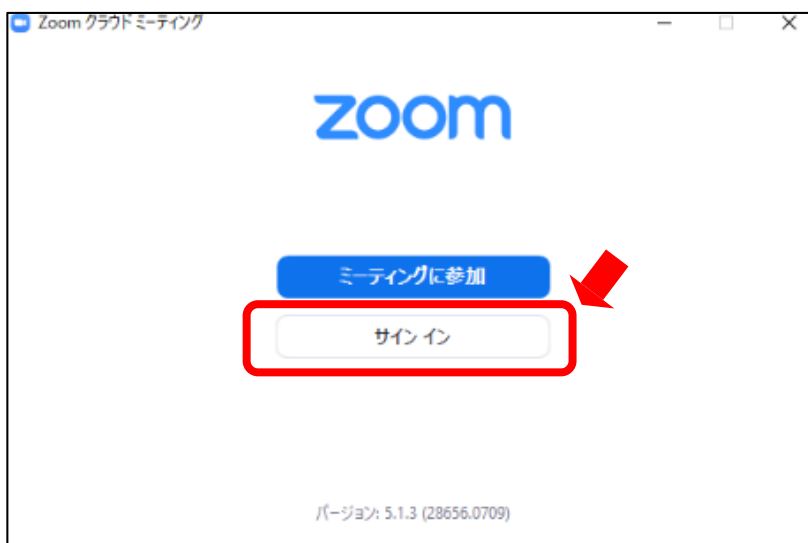 Zoom クラウド ミーティング
zoom
ミーティングに参加
サイン イン
バージョン: 5.1.3 (28656.0709)